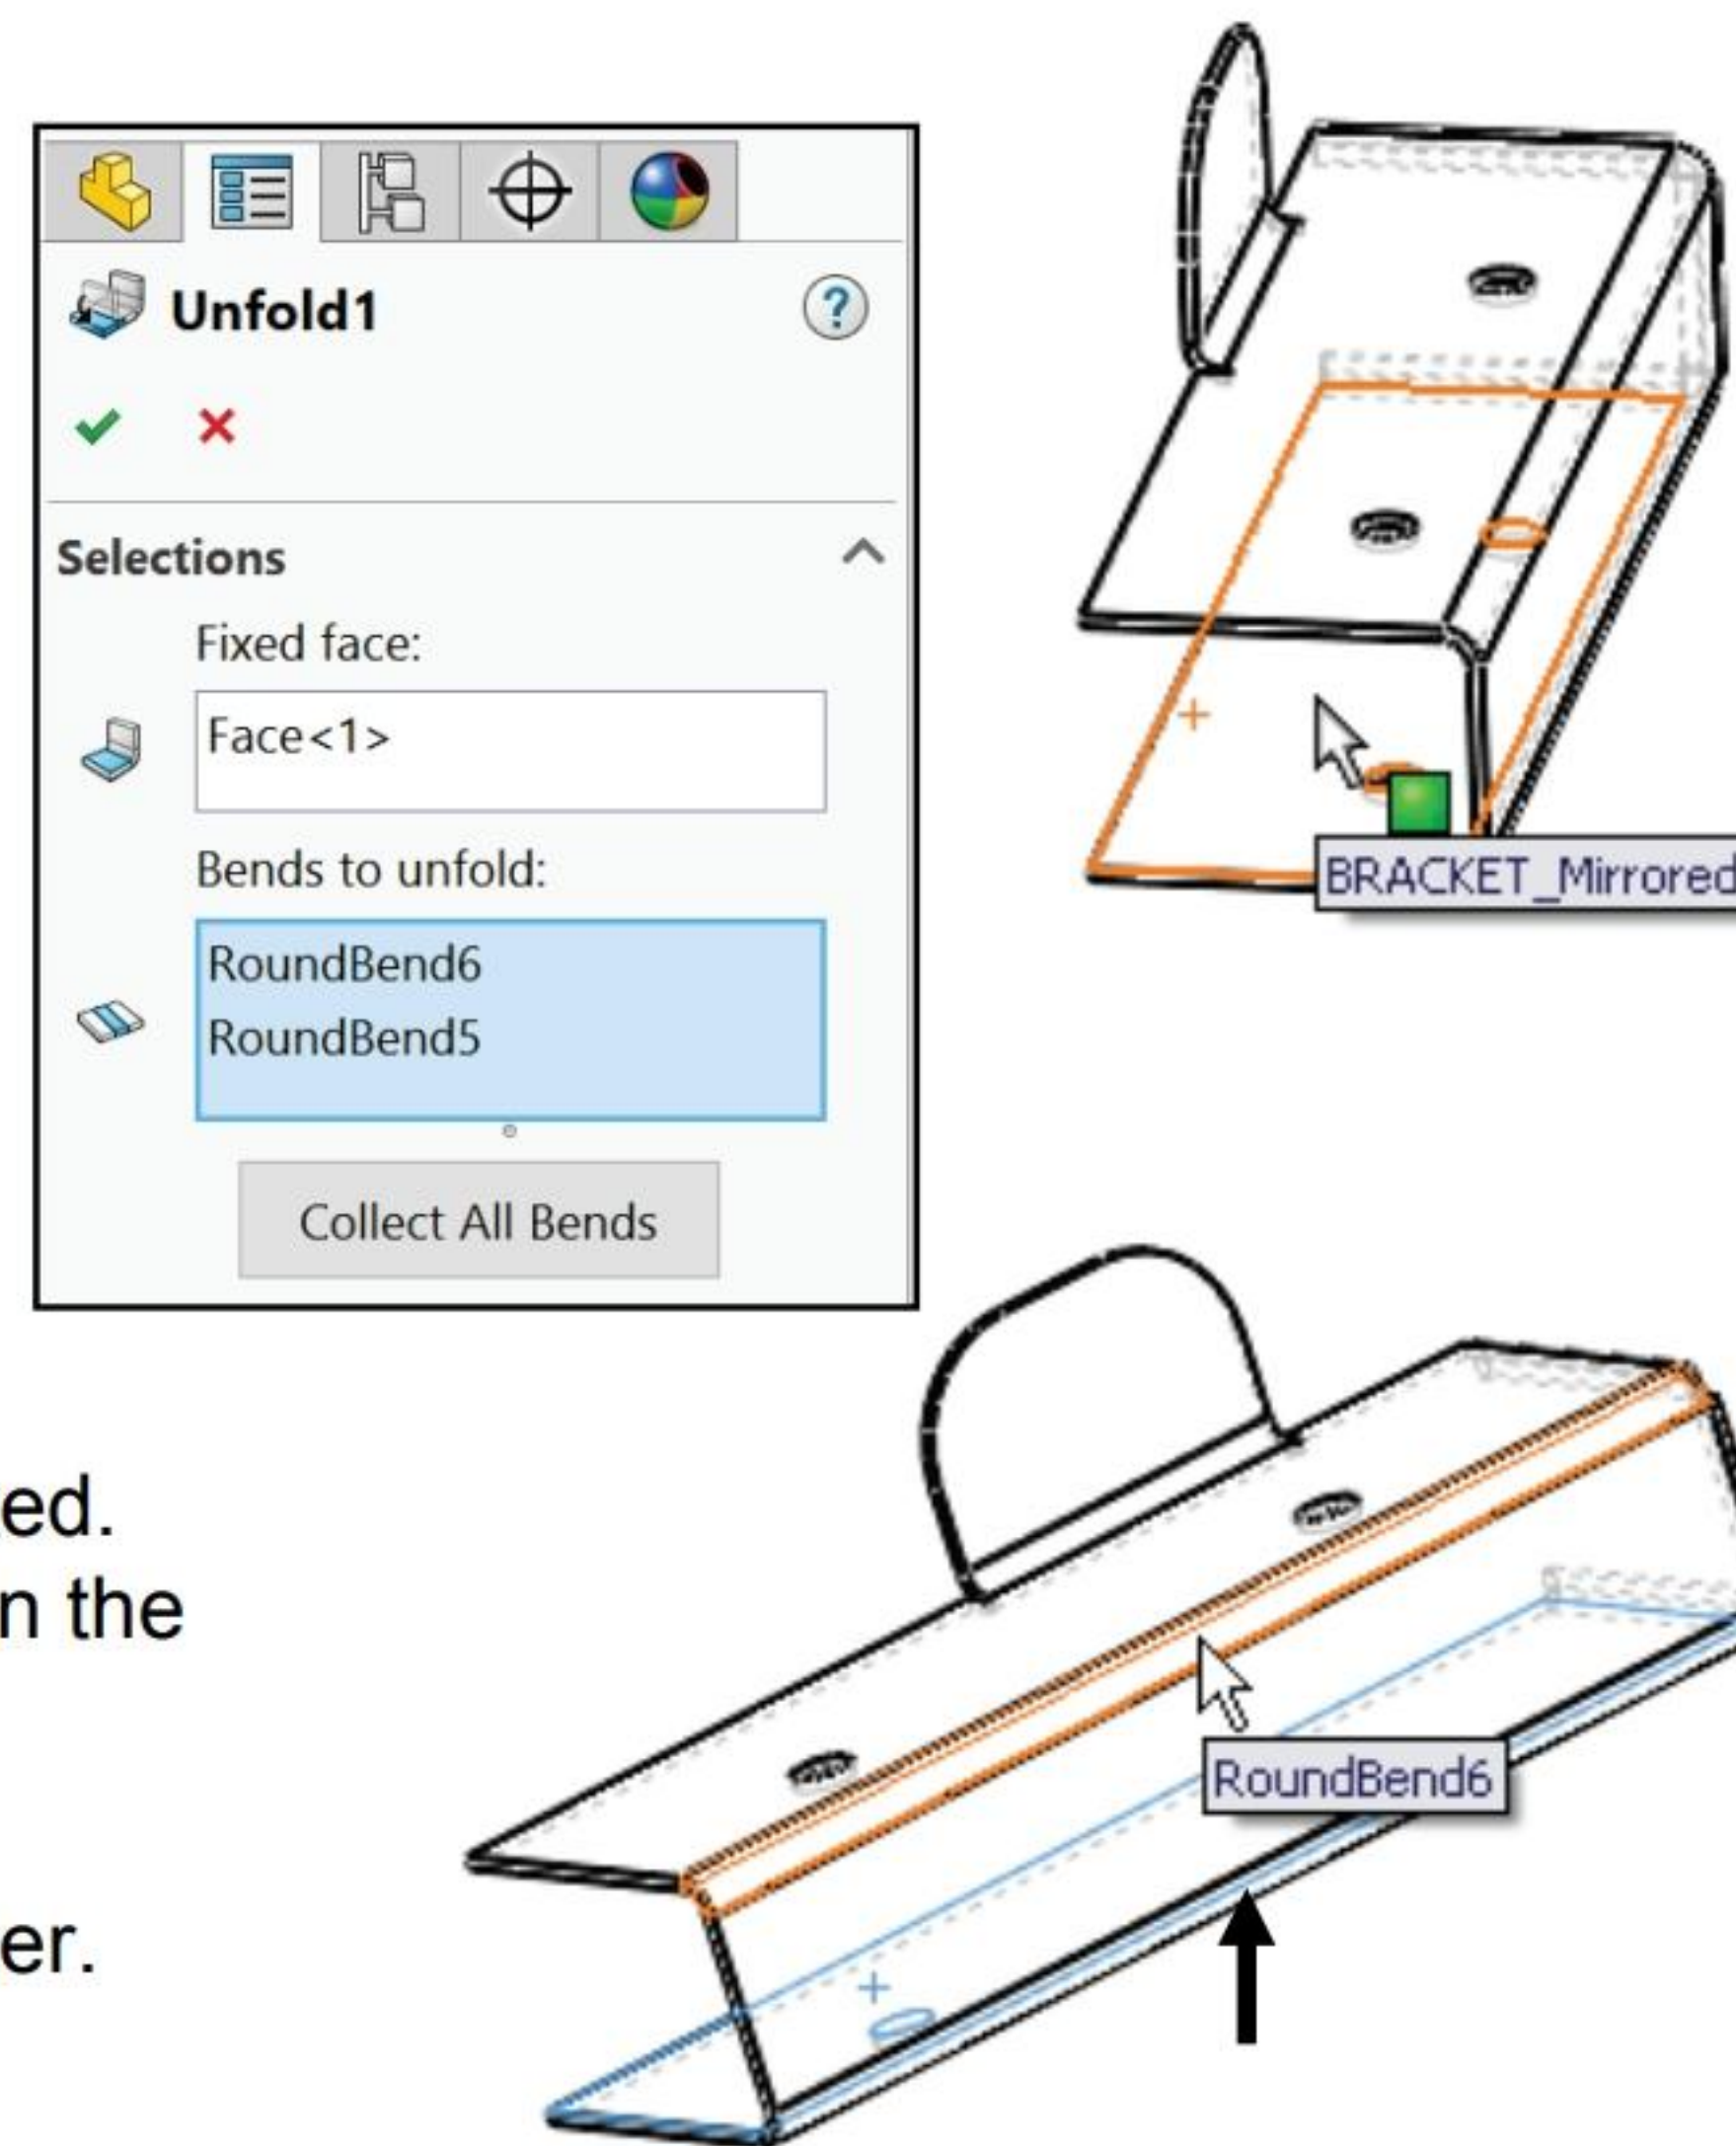 Unfold1
?
Selections
Fixed face:
Face<1>
Bends to unfold:
RoundBend6
RoundBend5
Collect All Bends
BRACKET_Mirrored
ed.
n the
RoundBend6
er.